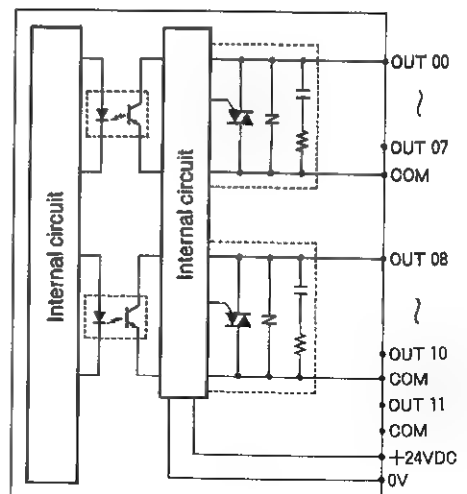 Internal circuit
Internal circuit
OUT 00
~
OUT 07
COM
OUT 08
~
OUT 10
COM
OUT 11
COM
+24VDC
0V